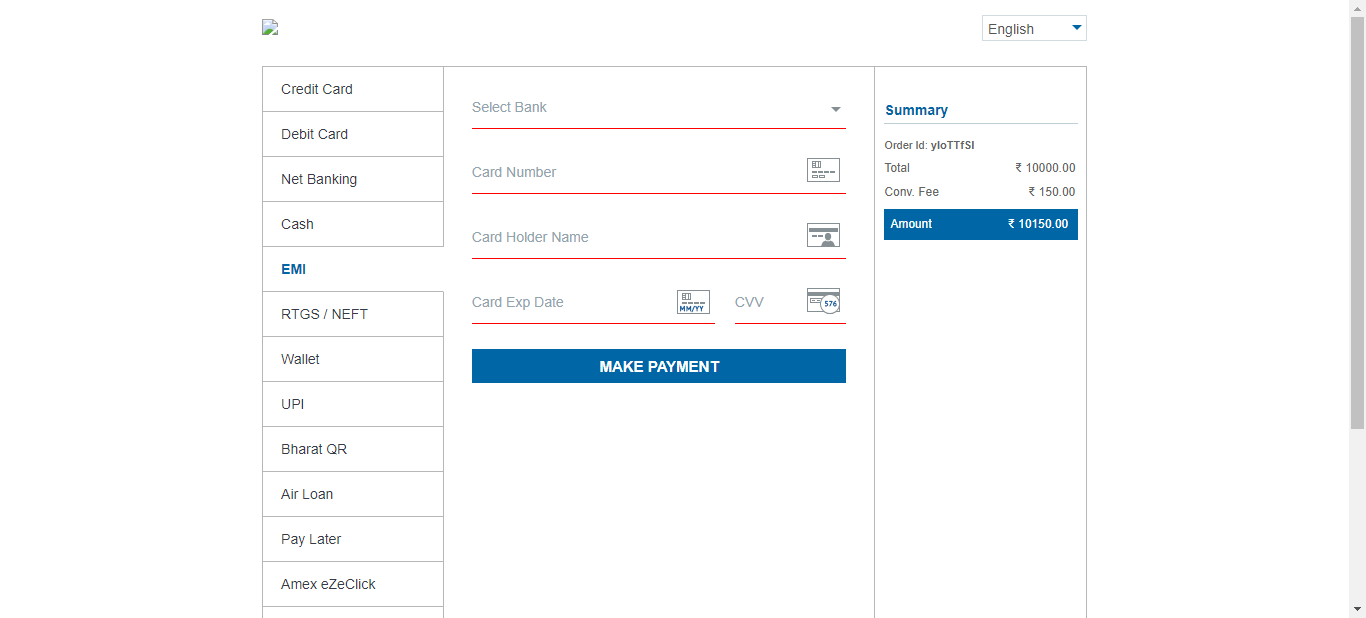 English
Credit Card
Debit Card
Net Banking
Cash
EMI
RTGS / NEFT
Wallet
UPI
Bharat QR
Air Loan
Pay Later
Amex eZeClick
Select Bank
Card Number
Card Holder Name
Card Exp Date MM/YY CVV 576
MAKE PAYMENT
Summary
Order Id: yIoTTfSI
Total ₹ 10000.00
Conv. Fee ₹ 150.00
Amount ₹ 10150.00